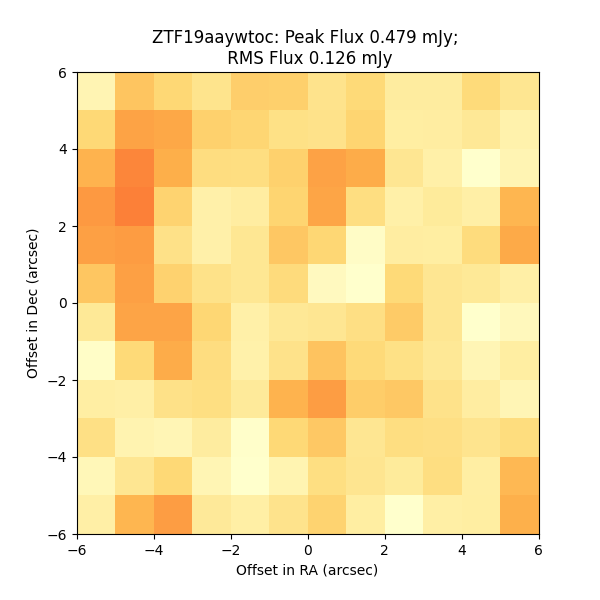 ZTF19aaywtoc: Peak Flux 0.479 mJy;
RMS Flux 0.126 mJy
6
4
2
0
−2
−4
−6
Offset in Dec (arcsec)
−6 −4 −2 0 2 4 6
Offset in RA (arcsec)